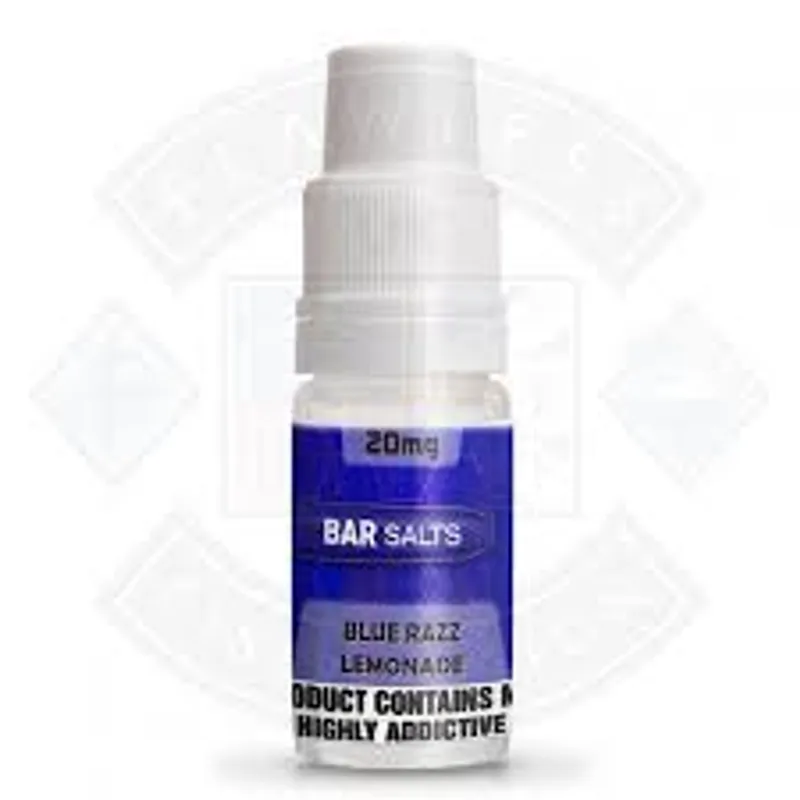 20mg
BAR SALTS
BLUE RAZZ
LEMONADE
ODUCT CONTAINS N
HIGHLY ADDICTIVE